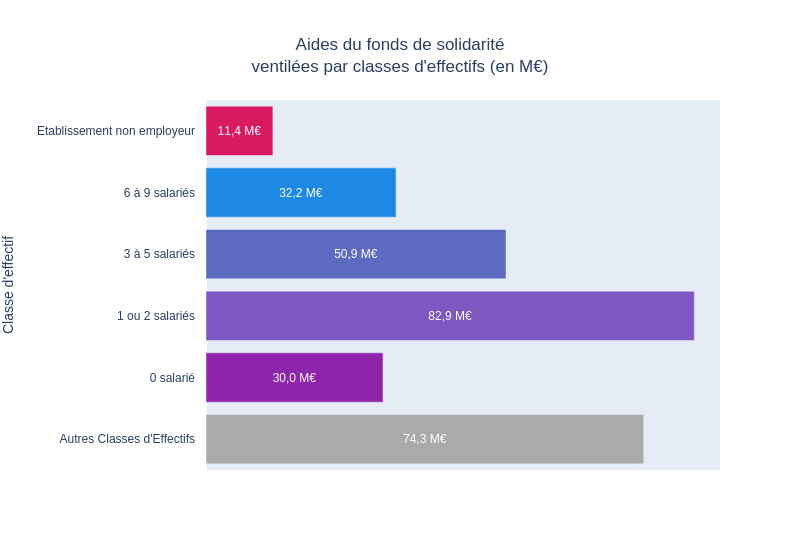 Aides du fonds de solidarité
ventilées par classes d'effectifs (en M€)
Classe d'effectif
Etablissement non employeur
11,4 M€
6 à 9 salariés
32,2 M€
3 à 5 salariés
50,9 M€
1 ou 2 salariés
82,9 M€
0 salarié
30,0 M€
Autres Classes d'Effectifs
74,3 M€